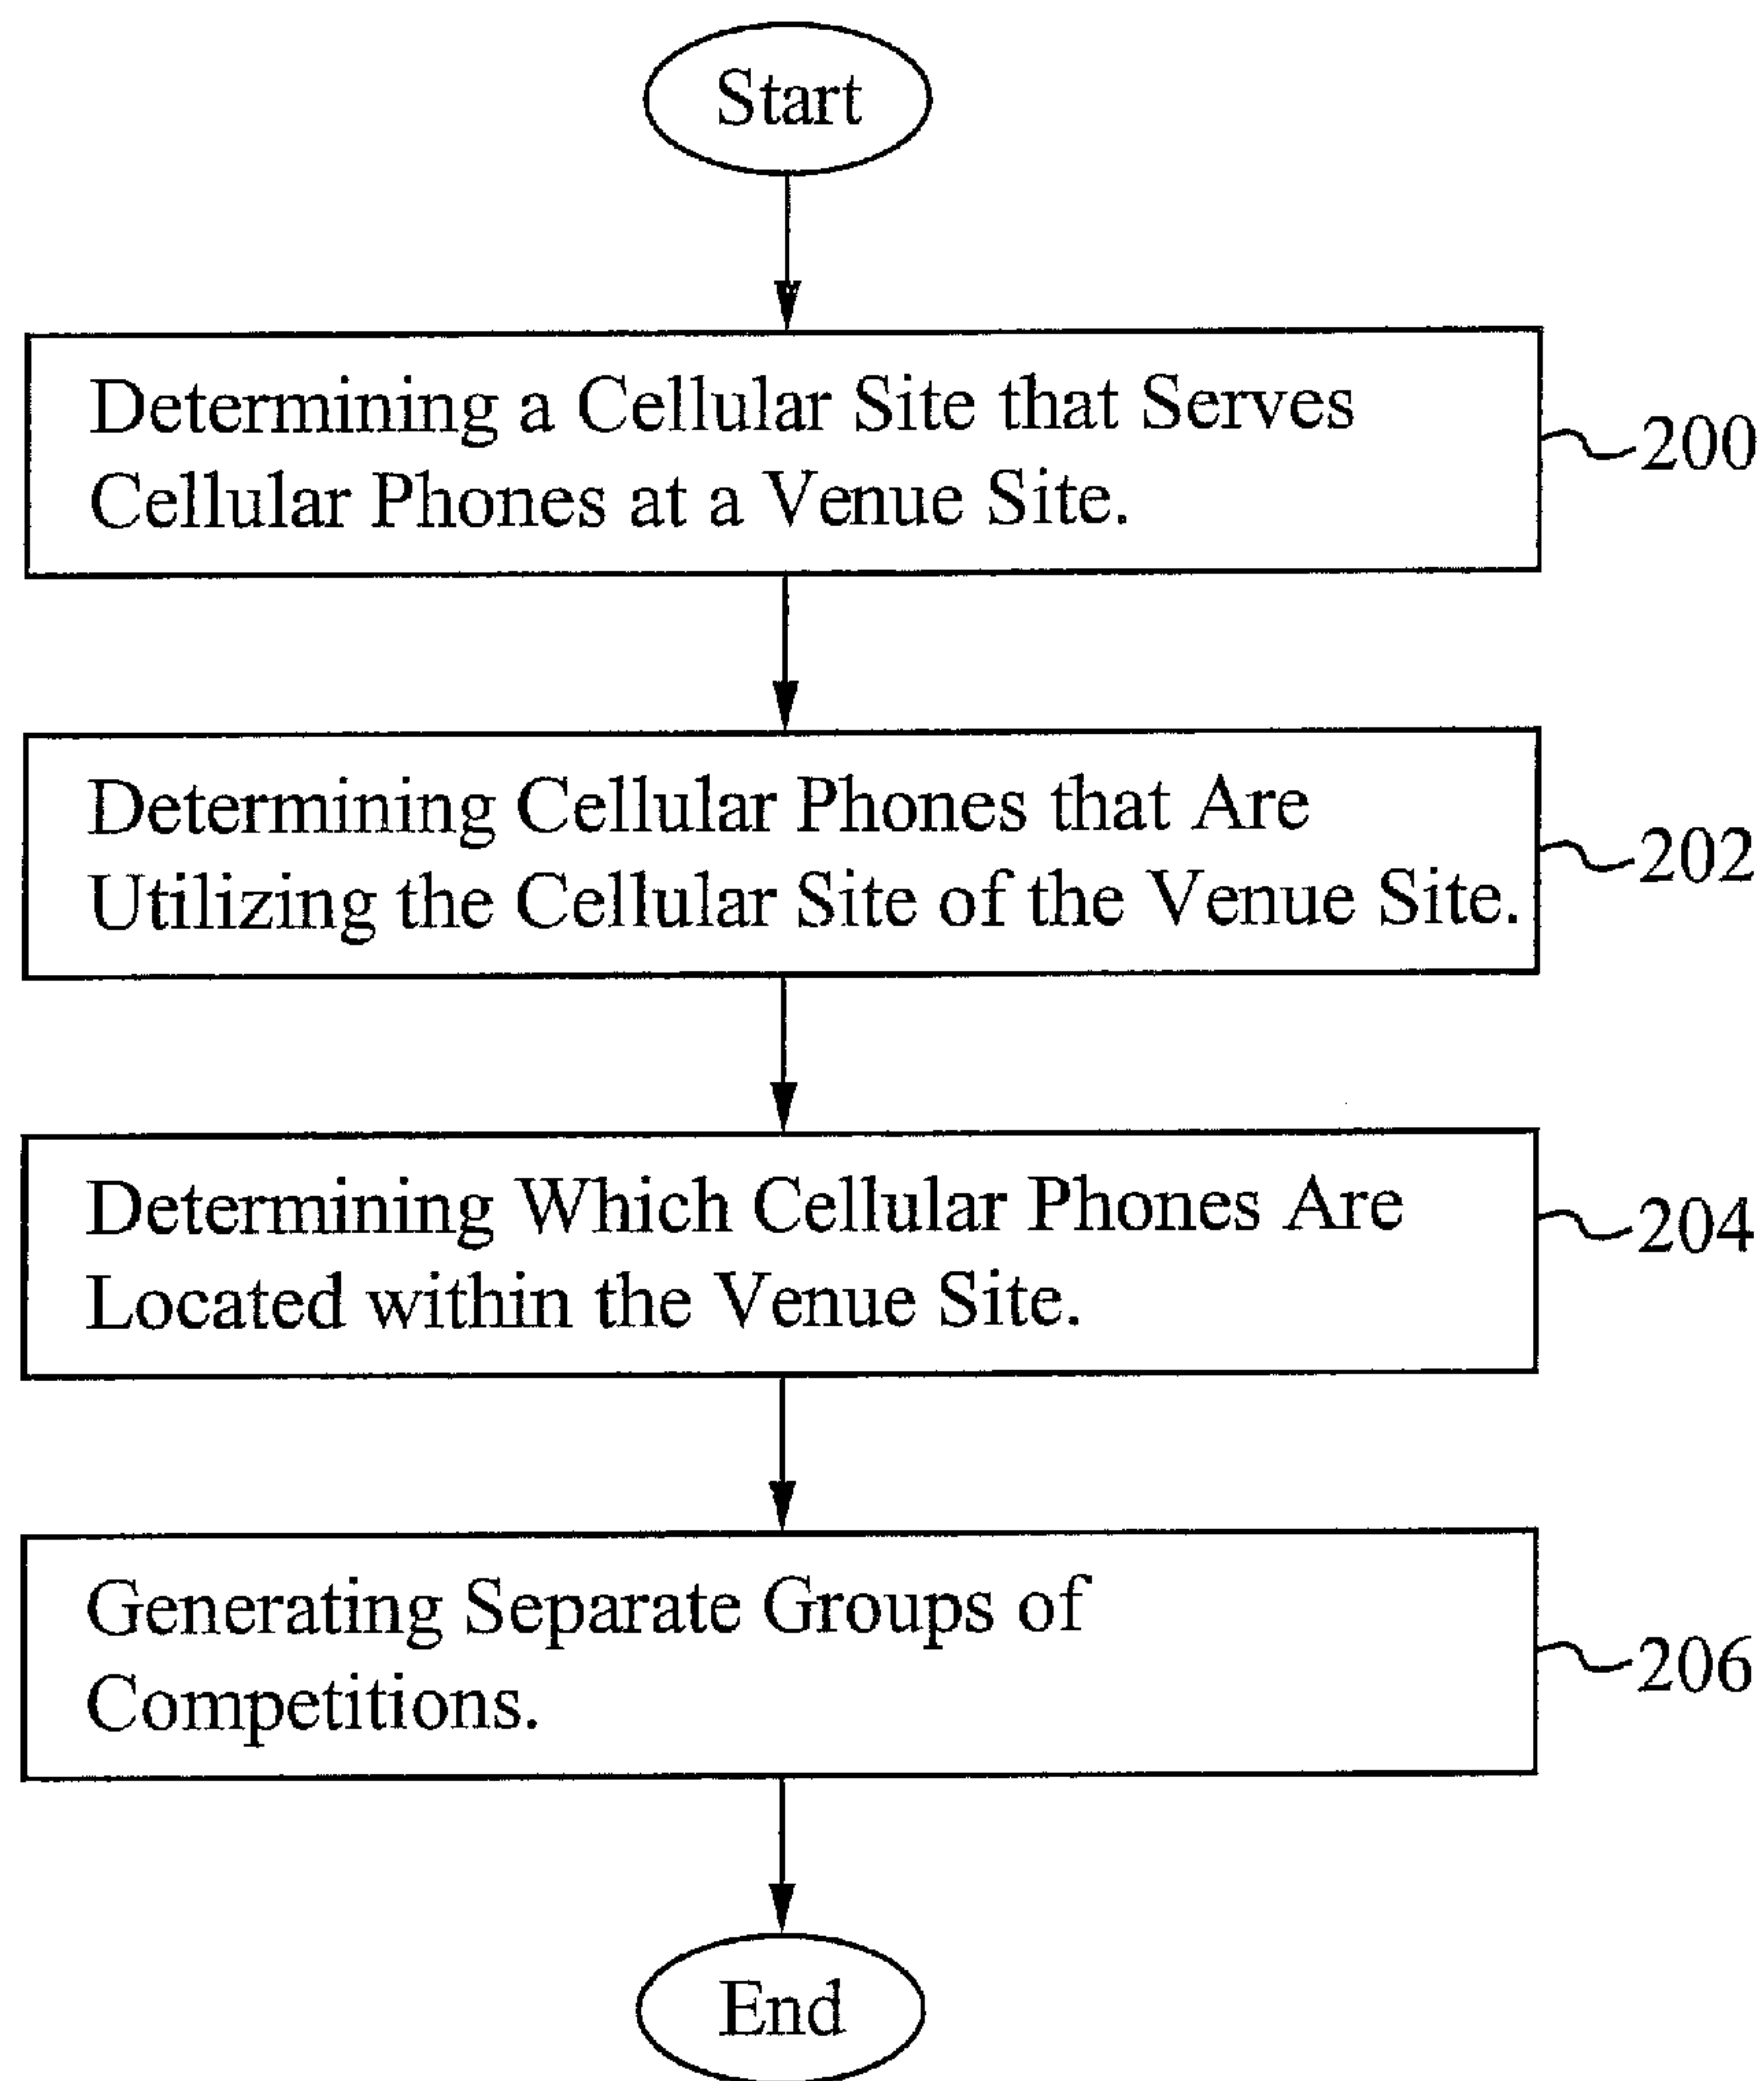 Start
Determining a Cellular Site that Serves
Cellular Phones at a Venue Site.
200
Determining Cellular Phones that Are
Utilizing the Cellular Site of the Venue Site.
202
Determining Which Cellular Phones Are
Located within the Venue Site.
204
Generating Separate Groups of
Competitions.
206
End